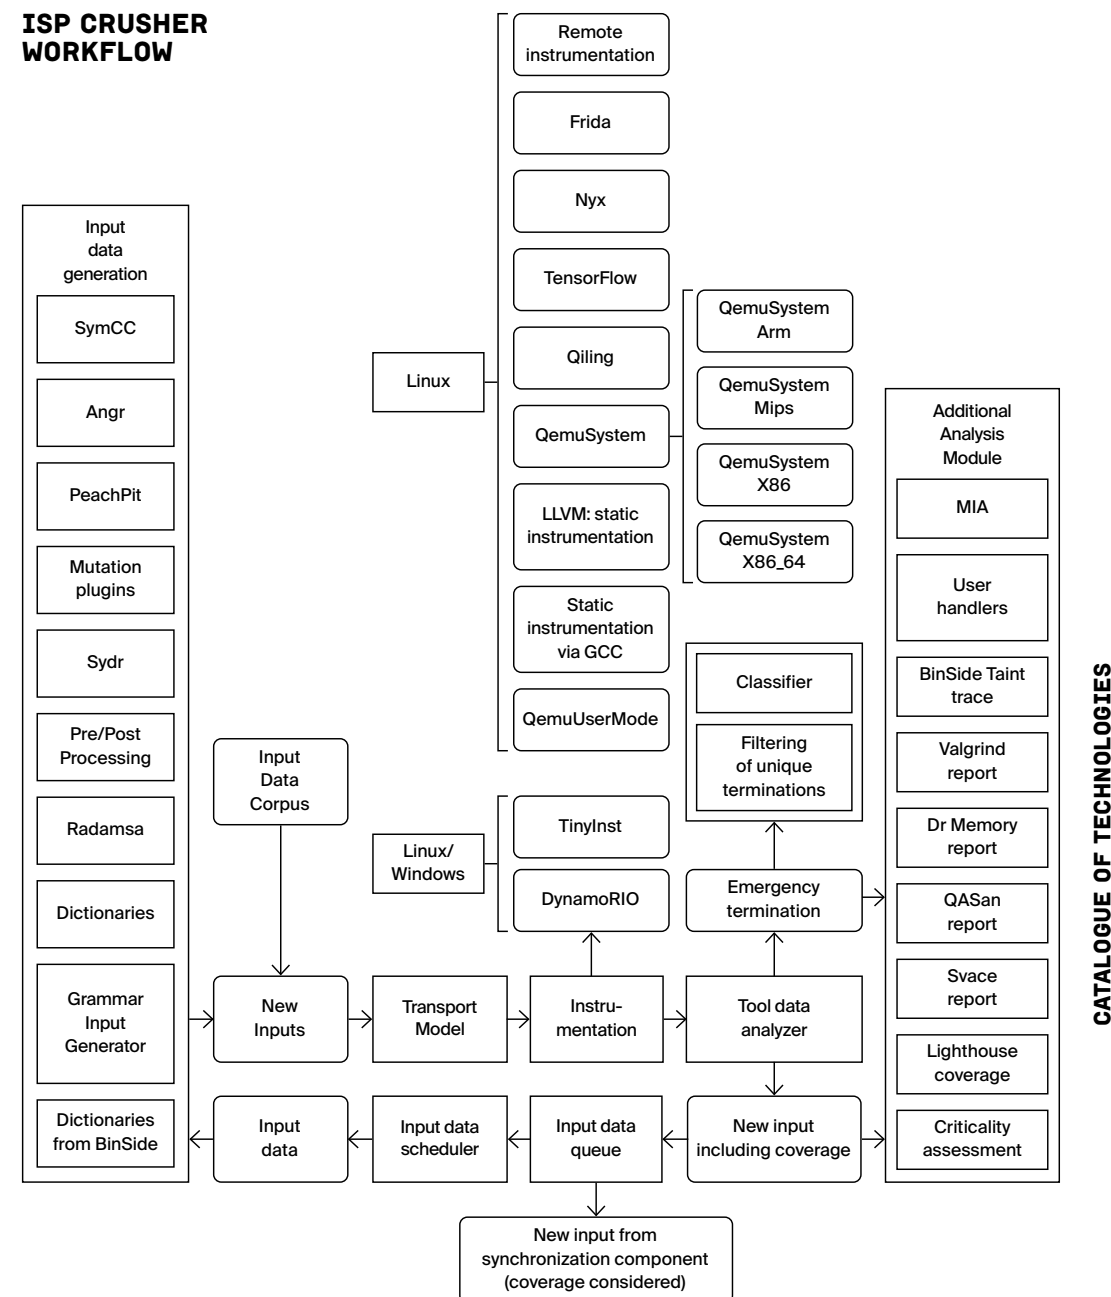 ISP CRUSHER
WORKFLOW
Input
data
generation
SymCC
Angr
PeachPit
Mutation
plugins
Sydr
Pre/Post
Processing
Radamsa
Dictionaries
Grammar
Input
Generator
Dictionaries
from BinSide
Input
Data
Corpus
New
Inputs
Input
data
Linux
Linux/
Windows
Transport
Model
Input data
scheduler
Remote
instrumentation
Frida
Nyx
TensorFlow
Qiling
QemuSystem
LLVM: static
instrumentation
Static
instrumentation
via GCC
QemuUserMode
TinyInst
DynamoRIO
Instru-
mentation
Input data
queue
New input from
synchronization component
(coverage considered)
QemuSystem
Arm
QemuSystem
Mips
QemuSystem
X86
QemuSystem
X86_64
Classifier
Filtering
of unique
terminations
Emergency
termination
Tool data
analyzer
New input
including coverage
Additional
Analysis
Module
MIA
User
handlers
BinSide Taint
trace
Valgrind
report
Dr Memory
report
QASan
report
Svace
report
Lighthouse
coverage
Criticality
assessment
CATALOGUE OF TECHNOLOGIES